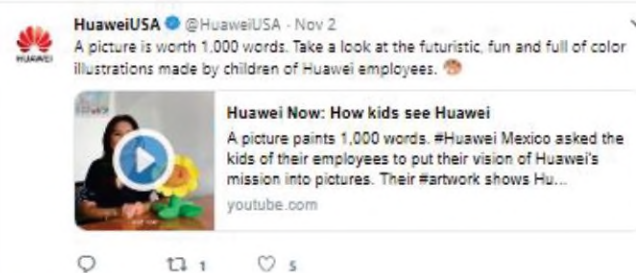 HuaweiUSA @HuaweiUSA · Nov 2
A picture is worth 1,000 words. Take a look at the futuristic, fun and full of color
illustrations made by children of Huawei employees.
HUAWEI
Huawei Now: How kids see Huawei
A picture paints 1,000 words. #Huawei Mexico asked the
kids of their employees to put their vision of Huawei's
mission into pictures. Their #artwork shows Hu...
youtube.com
1
5